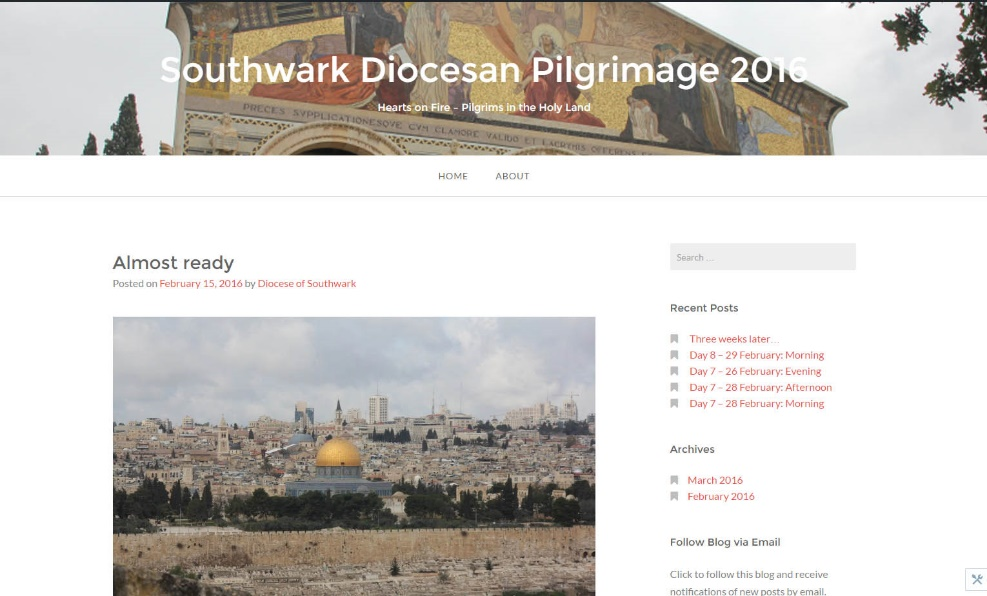 Southwark Diocesan Pilgrimage 2016
Hearts on Fire – Pilgrims in the Holy Land
PRECES SVPPLICATIONESQVE CVM CLAMORE VALIDO ET LACRYMIS OFFERENS
HOME ABOUT
Almost ready
Posted on February 15, 2016 by Diocese of Southwark
Search …
Recent Posts
Three weeks later…
Day 8 – 29 February: Morning
Day 7 – 26 February: Evening
Day 7 – 28 February: Afternoon
Day 7 – 28 February: Morning
Archives
March 2016
February 2016
Follow Blog via Email
Click to follow this blog and receive
notifications of new posts by email.